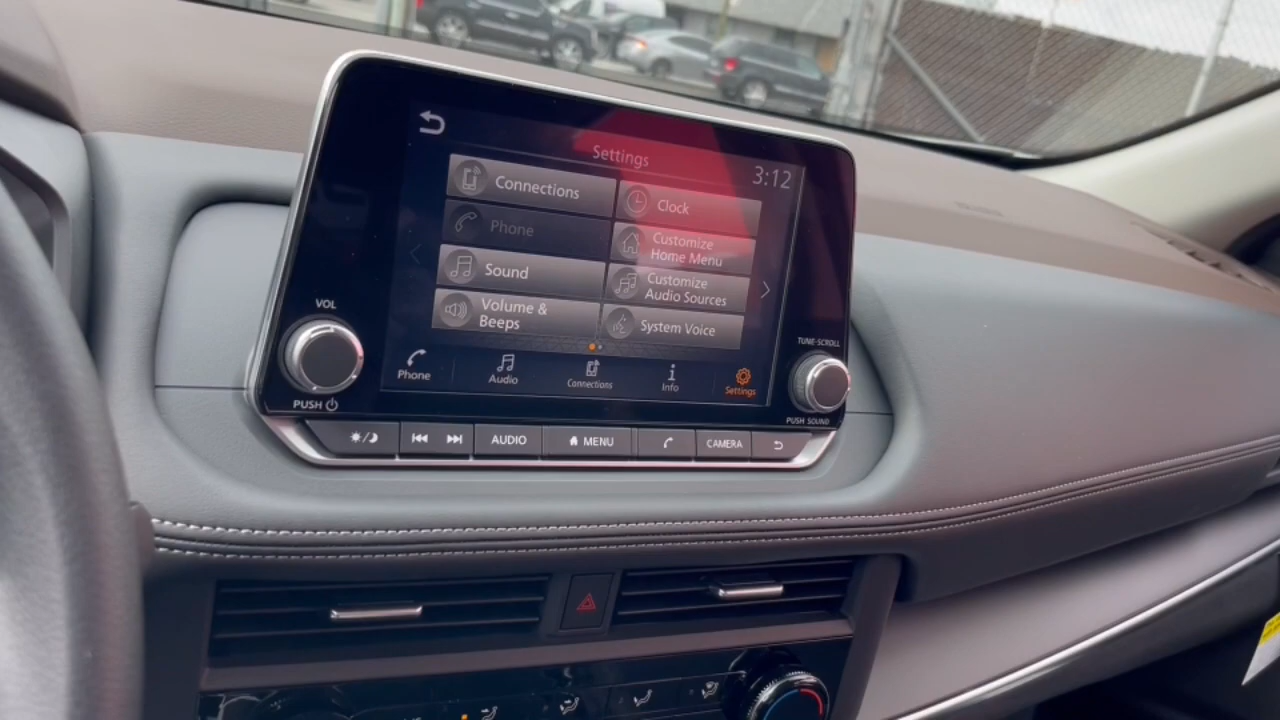 Settings
3:12
Connections
Clock
Phone
Customize
Home Menu
Sound
Customize
Audio Sources
Volume &
Beeps
System Voice
VOL
PUSH
TUNE·SCROLL
PUSH SOUND
Phone
Audio
Connections
Info
Settings
AUDIO
MENU
CAMERA